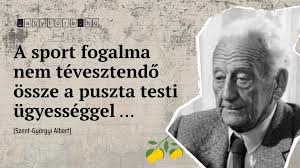 A sport fogalma
nem tévesztendő
össze a puszta testi
ügyességgel ...
[Szent-Györgyi Albert]